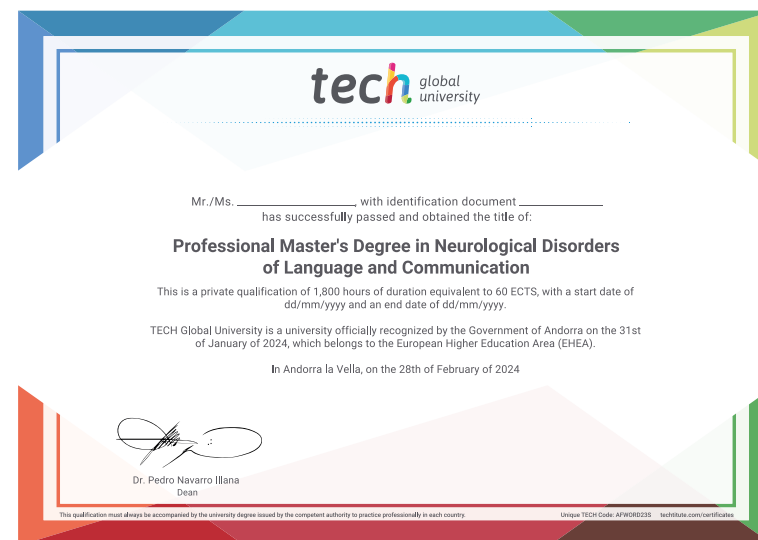 tech global
university
Mr./Ms. ________________, with identification document ____________
has successfully passed and obtained the title of:
Professional Master's Degree in Neurological Disorders
of Language and Communication
This is a private qualification of 1,800 hours of duration equivalent to 60 ECTS, with a start date of
dd/mm/yyyy and an end date of dd/mm/yyyy.
TECH Global University is a university officially recognized by the Government of Andorra on the 31st
of January of 2024, which belongs to the European Higher Education Area (EHEA).
In Andorra la Vella, on the 28th of February of 2024
Dr. Pedro Navarro Illana
Dean
This qualification must always be accompanied by the university degree issued by the competent authority to practice professionally in each country.
Unique TECH Code: AFWORD23S techtitute.com/certificates